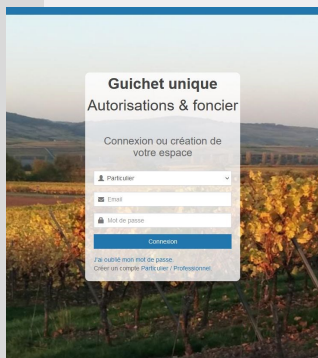 Guichet unique
Autorisations & foncier
Connexion ou création de
votre espace
Particulier
Email
Mot de passe
Connexion
J'ai oublié mon mot de passe.
Créer un compte Particulier / Professionnel.